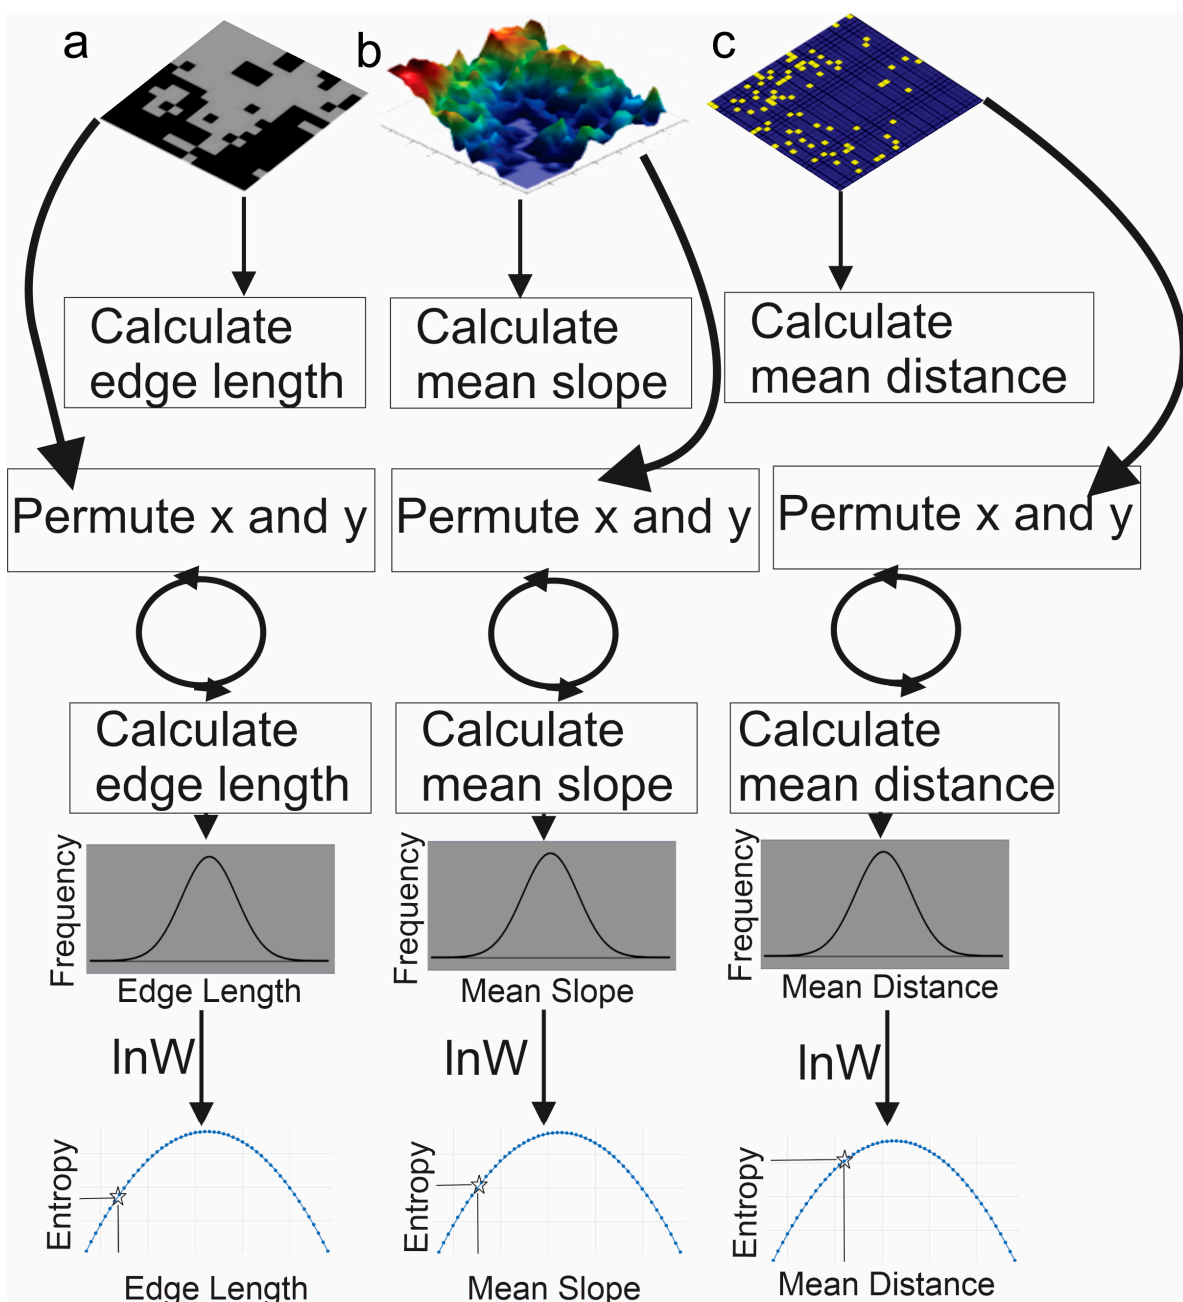 a
b
c
Calculate
edge length
Calculate
mean slope
Calculate
mean distance
Permute x and y
Permute x and y
Permute x and y
Calculate
edge length
Calculate
mean slope
Calculate
mean distance
Frequency
Edge Length
Frequency
Mean Slope
Frequency
Mean Distance
lnW
lnW
lnW
Entropy
Edge Length
Entropy
Mean Slope
Entropy
Mean Distance